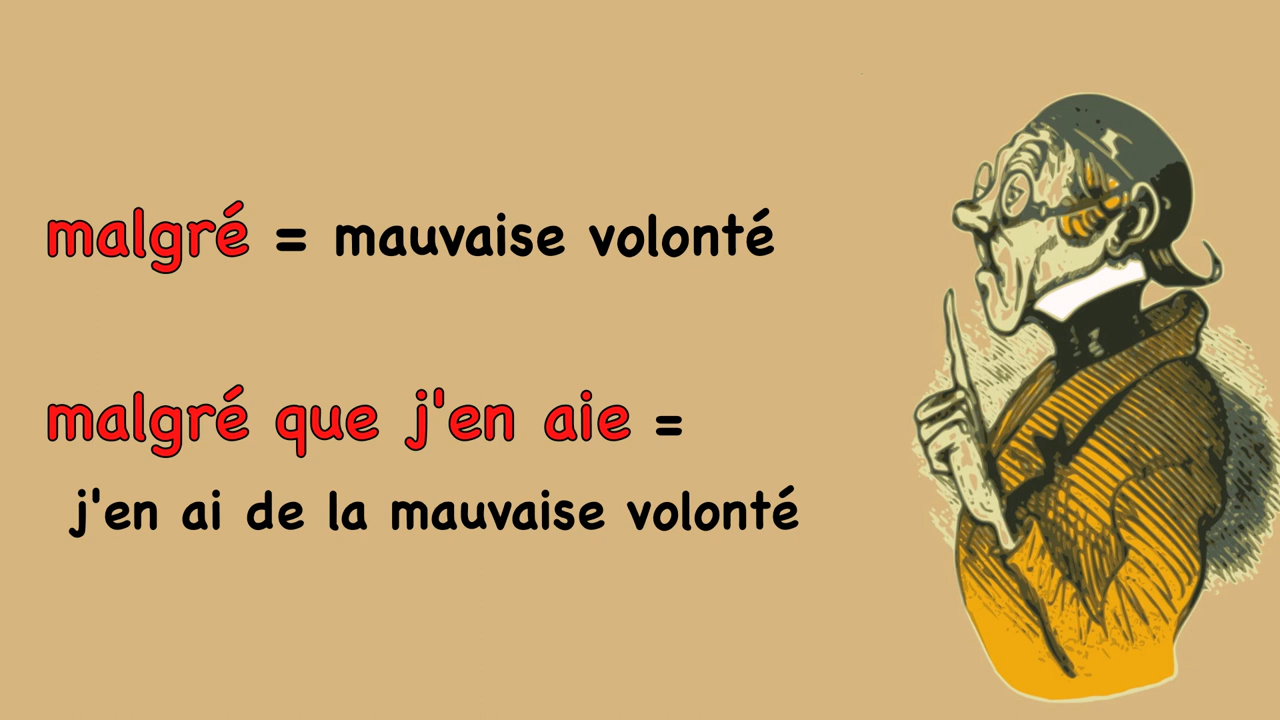 malgré = mauvaise volonté
malgré que j'en aie =
j'en ai de la mauvaise volonté